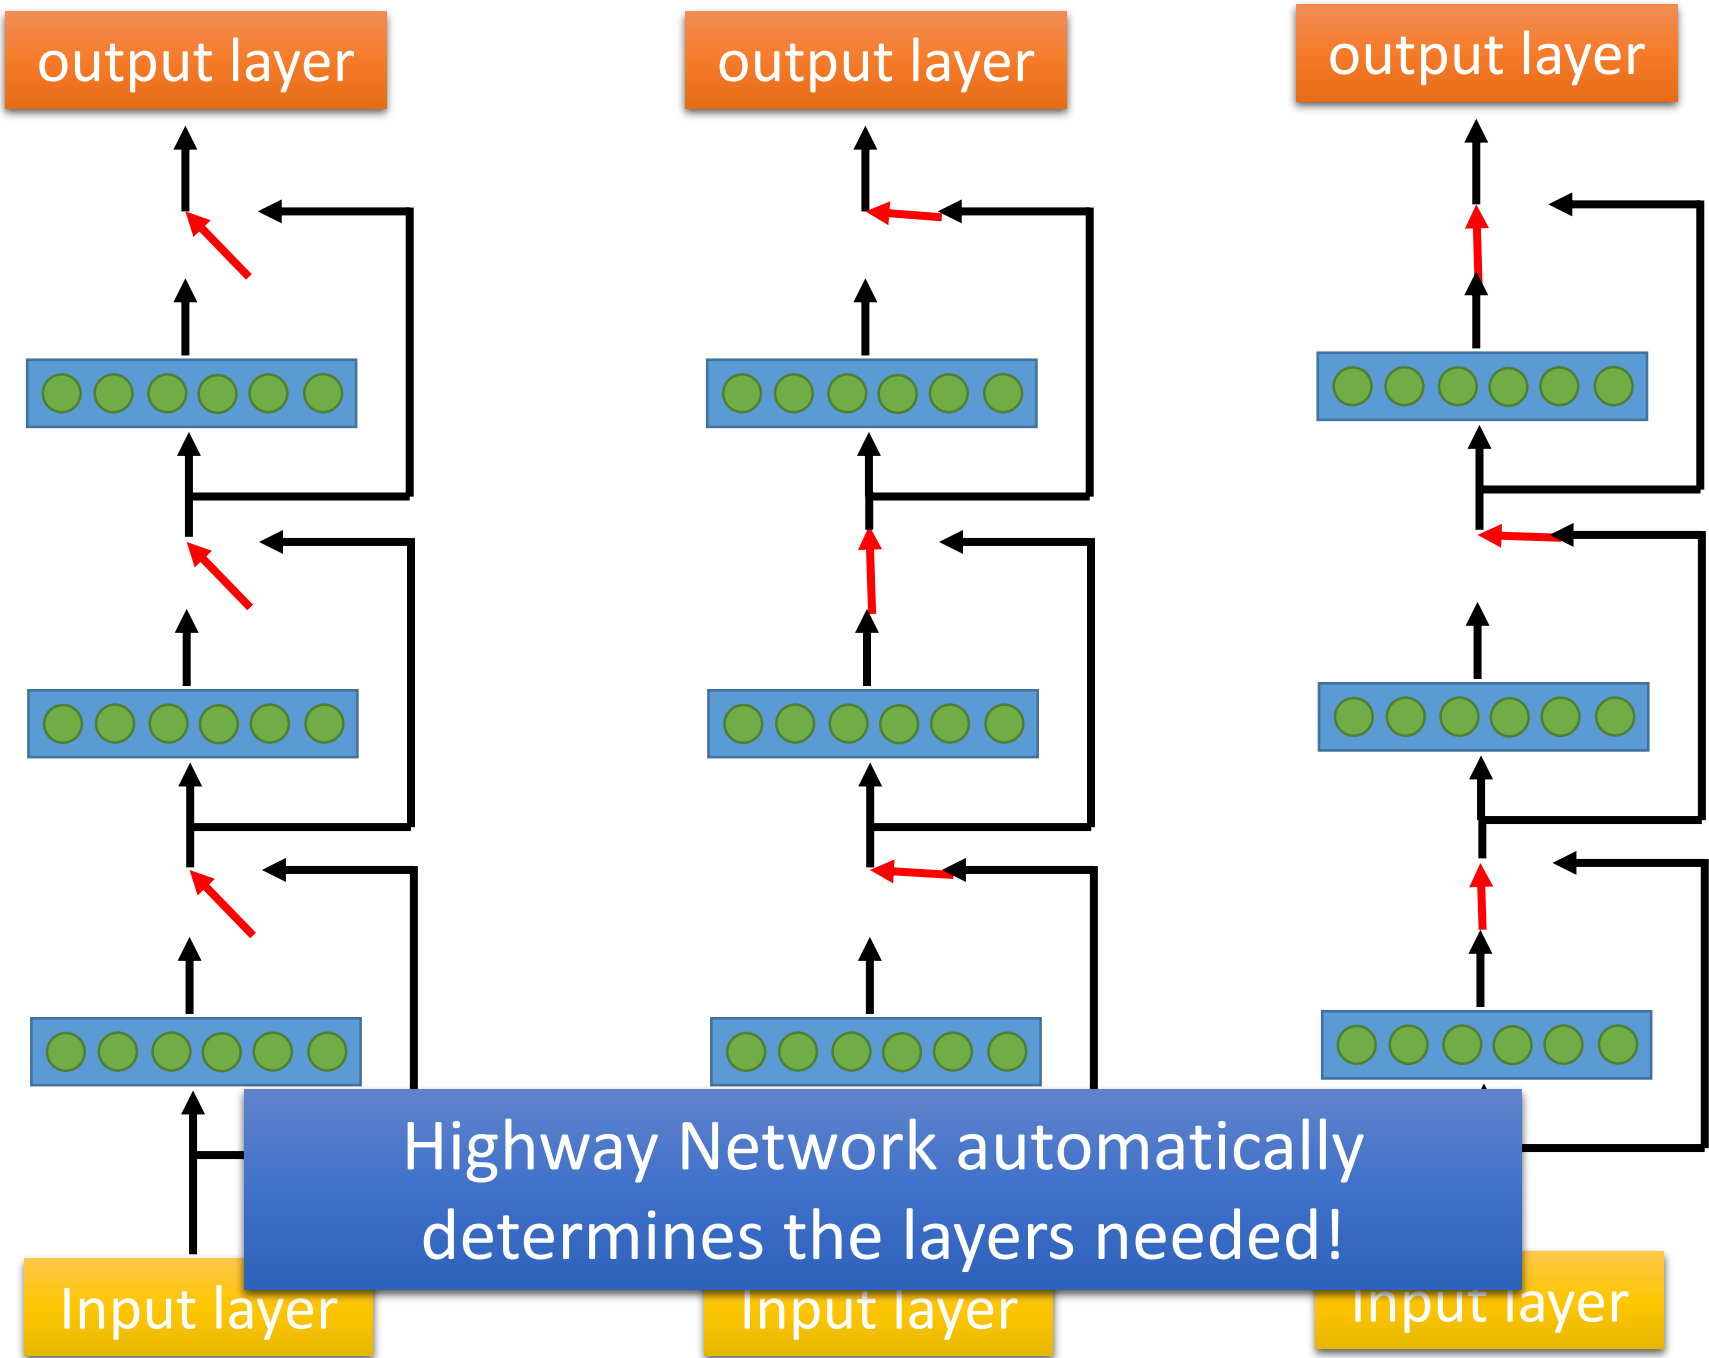 output layer
output layer
output layer
Highway Network automatically
determines the layers needed!
Input layer
Input layer
Input layer